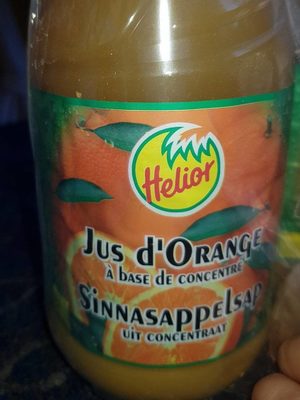 Helior
Jus d'Orange
à base de concentré
Sinnasappelsap
uit concentraat